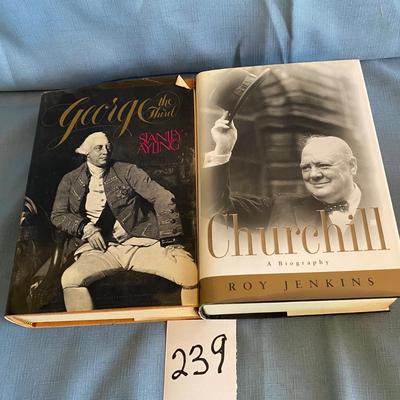 George the Third
STANLEY
AYLING
Churchill
A Biography
ROY JENKINS
239